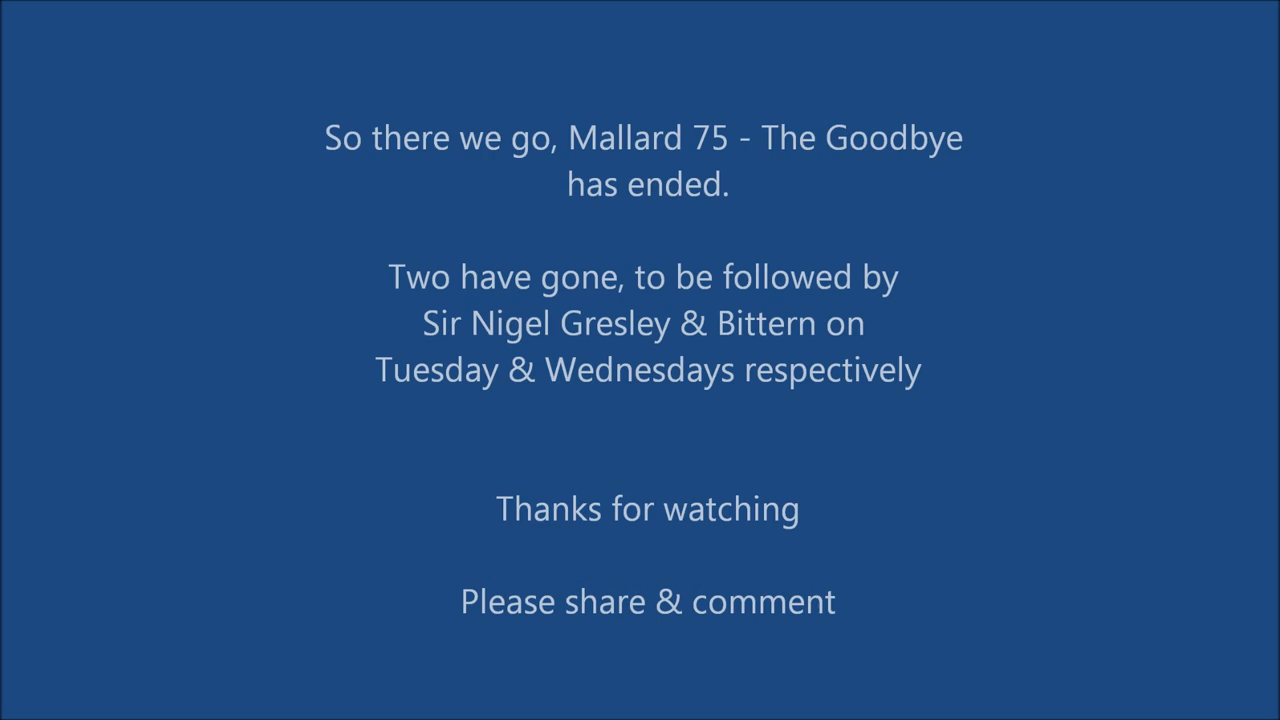 So there we go, Mallard 75 - The Goodbye
has ended.
Two have gone, to be followed by
Sir Nigel Gresley & Bittern on
Tuesday & Wednesdays respectively
Thanks for watching
Please share & comment